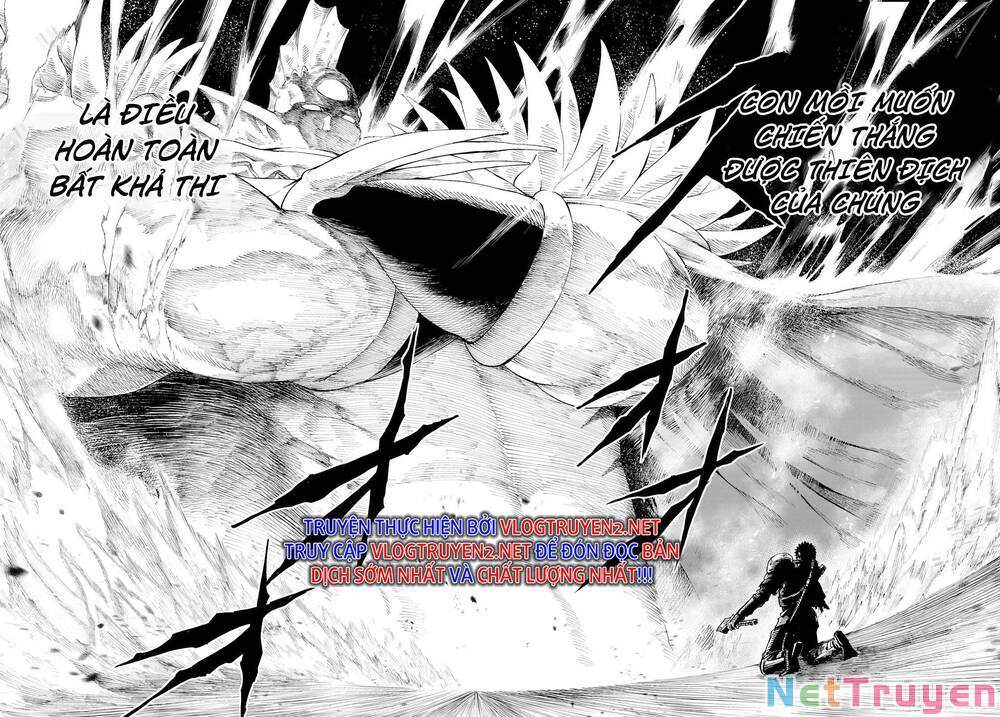 CON MỒI MUỐN
CHIẾN THẮNG
ĐƯỢC THIÊN ĐỊCH
CỦA CHÚNG
LÀ ĐIỀU
HOÀN TOÀN
BẤT KHẢ THI
TRUYỆN THỰC HIỆN BỞI VLOGTRUYEN2.NET
TRUY CẬP VLOGTRUYEN2.NET ĐỂ ĐÓN ĐỌC BẢN
DỊCH SỚM NHẤT VÀ CHẤT LƯỢNG NHẤT!!!
NetTruyen